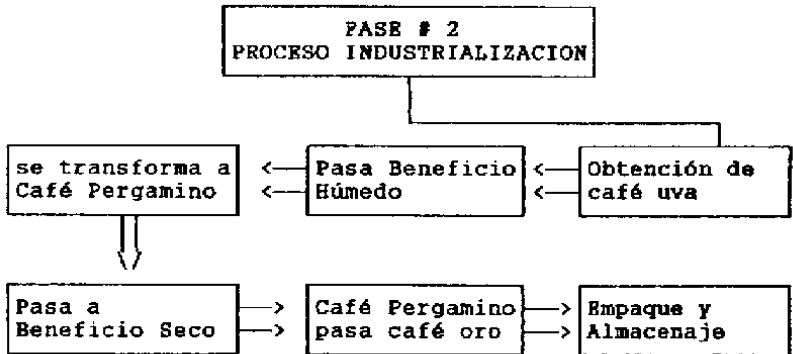 FASE # 2
PROCESO INDUSTRIALIZACION
se transforma a
Café Pergamino
Pasa Beneficio
Húmedo
Obtención de
café uva
Pasa a
Beneficio Seco
Café Pergamino
pasa café oro
Empaque y
Almacenaje